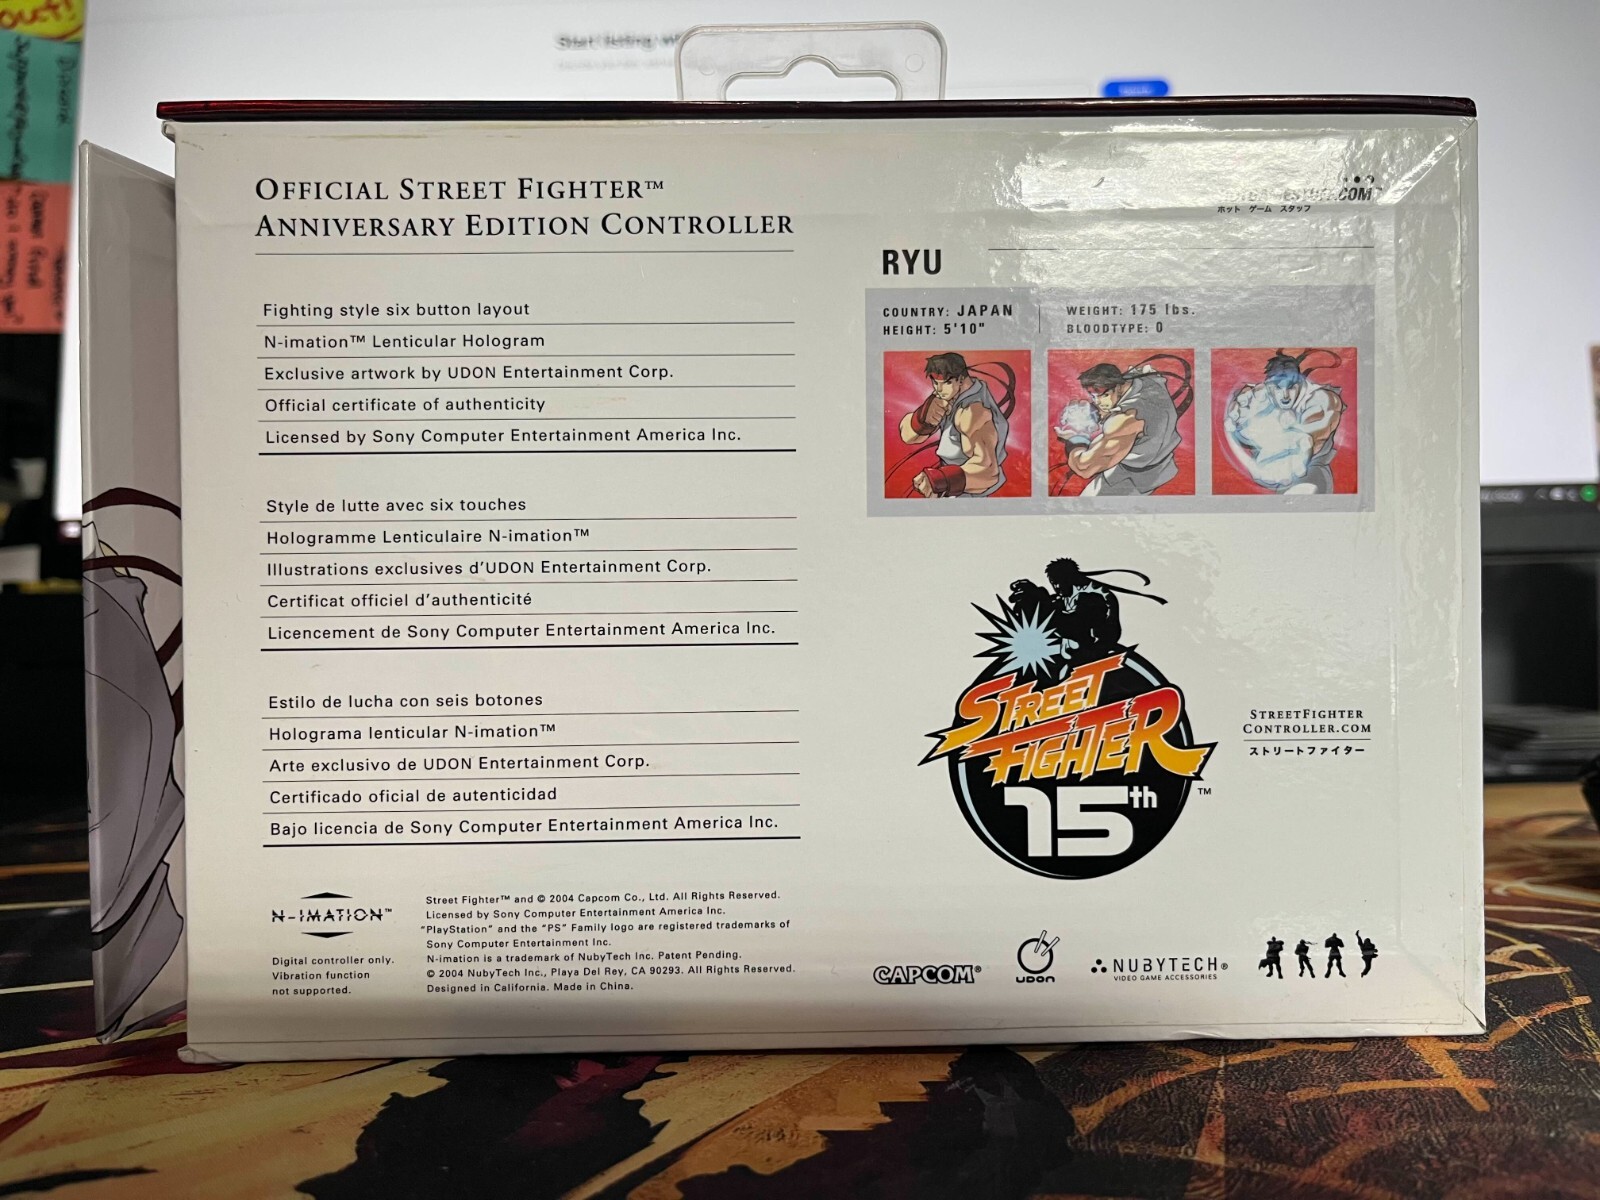 OFFICIAL STREET FIGHTER™
ANNIVERSARY EDITION CONTROLLER
Fighting style six button layout
N-imation™ Lenticular Hologram
Exclusive artwork by UDON Entertainment Corp.
Official certificate of authenticity
Licensed by Sony Computer Entertainment America Inc.
Style de lutte avec six touches
Hologramme Lenticulaire N-imation™
Illustrations exclusives d'UDON Entertainment Corp.
Certificat officiel d'authenticité
Licencement de Sony Computer Entertainment America Inc.
Estilo de lucha con seis botones
Holograma lenticular N-imation™
Arte exclusivo de UDON Entertainment Corp.
Certificado oficial de autenticidad
Bajo licencia de Sony Computer Entertainment America Inc.
N-IMATION™
Digital controller only.
Vibration function
not supported.
Street Fighter™ and © 2004 Capcom Co., Ltd. All Rights Reserved.
Licensed by Sony Computer Entertainment America Inc.
"PlayStation" and the "PS" Family logo are registered trademarks of
Sony Computer Entertainment Inc.
N-imation is a trademark of NubyTech Inc. Patent Pending.
© 2004 NubyTech Inc., Playa Del Rey, CA 90293. All Rights Reserved.
Designed in California. Made in China.
ホット ゲーム スタッフ
RYU
COUNTRY: JAPAN
HEIGHT: 5'10"
WEIGHT: 175 lbs.
BLOODTYPE: O
STREET
FIGHTER
15th™
STREETFIGHTER
CONTROLLER.COM
ストリートファイター
CAPCOM®
UDON
NUBYTECH®
VIDEO GAME ACCESSORIES